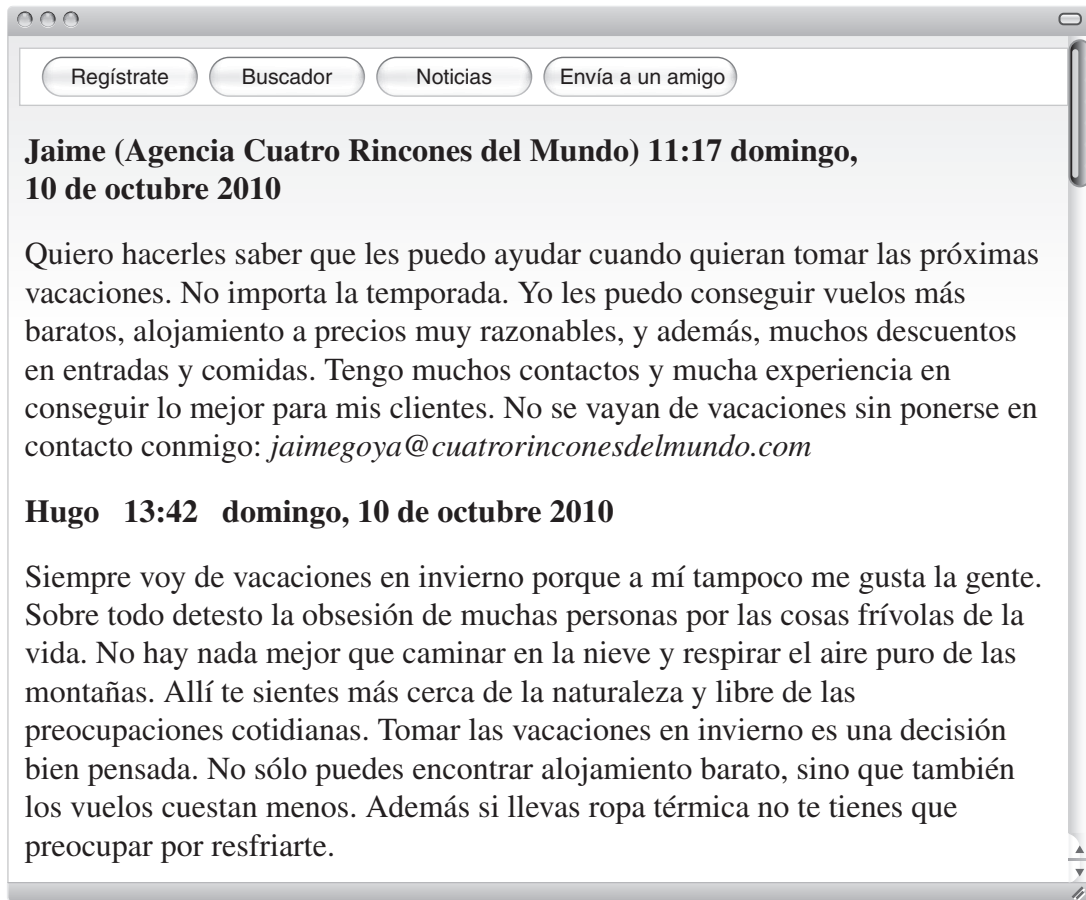 Regístrate Buscador Noticias Envía a un amigo
Jaime (Agencia Cuatro Rincones del Mundo) 11:17 domingo,
10 de octubre 2010
Quiero hacerles saber que les puedo ayudar cuando quieran tomar las próximas
vacaciones. No importa la temporada. Yo les puedo conseguir vuelos más
baratos, alojamiento a precios muy razonables, y además, muchos descuentos
en entradas y comidas. Tengo muchos contactos y mucha experiencia en
conseguir lo mejor para mis clientes. No se vayan de vacaciones sin ponerse en
contacto conmigo: jaimegoya@cuatrorinconesdelmundo.com
Hugo 13:42 domingo, 10 de octubre 2010
Siempre voy de vacaciones en invierno porque a mí tampoco me gusta la gente.
Sobre todo detesto la obsesión de muchas personas por las cosas frívolas de la
vida. No hay nada mejor que caminar en la nieve y respirar el aire puro de las
montañas. Allí te sientes más cerca de la naturaleza y libre de las
preocupaciones cotidianas. Tomar las vacaciones en invierno es una decisión
bien pensada. No sólo puedes encontrar alojamiento barato, sino que también
los vuelos cuestan menos. Además si llevas ropa térmica no te tienes que
preocupar por resfriarte.